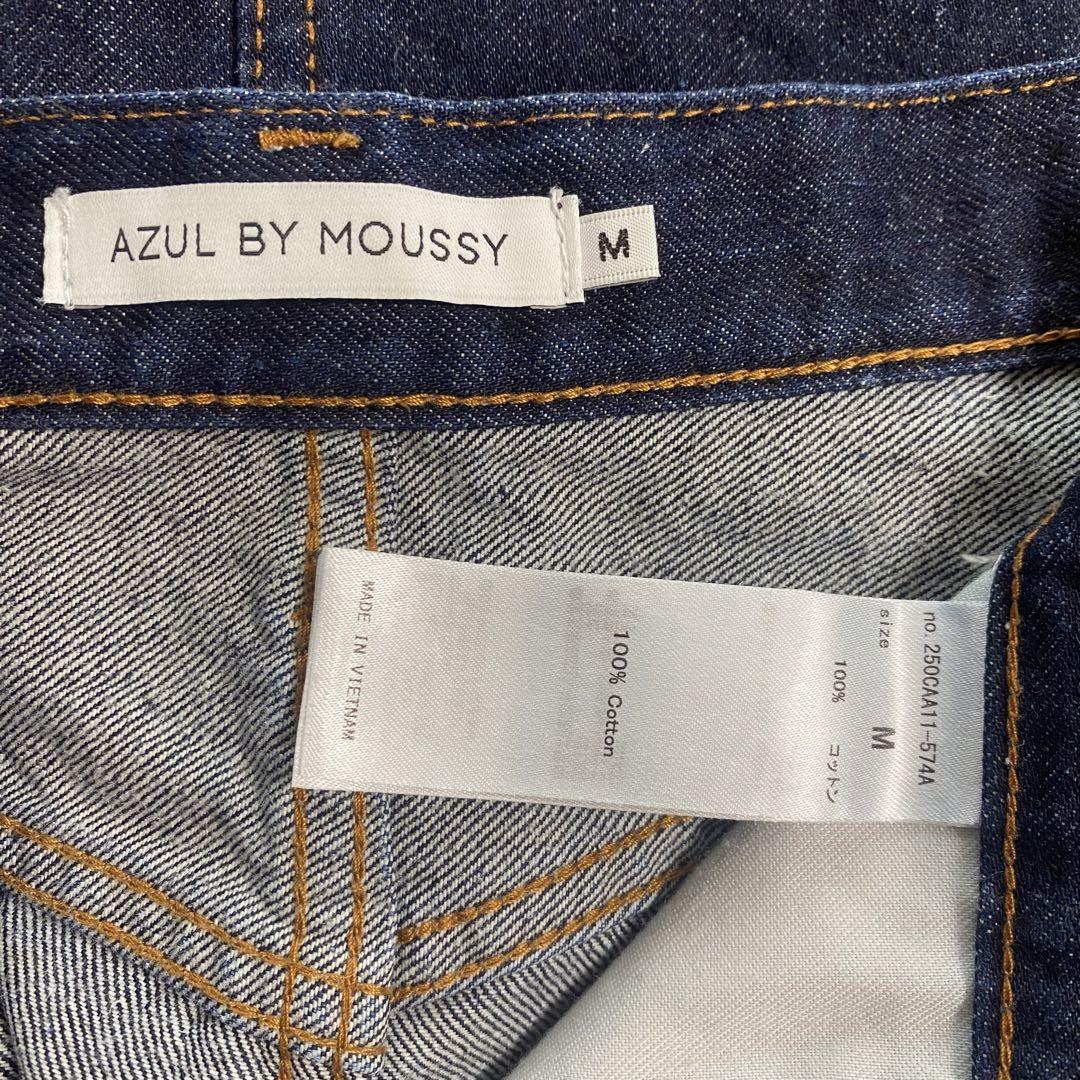 AZUL BY MOUSSY
M
no. 250CAA11-574A
size M
100% コットン
100% Cotton
MADE IN VIETNAM